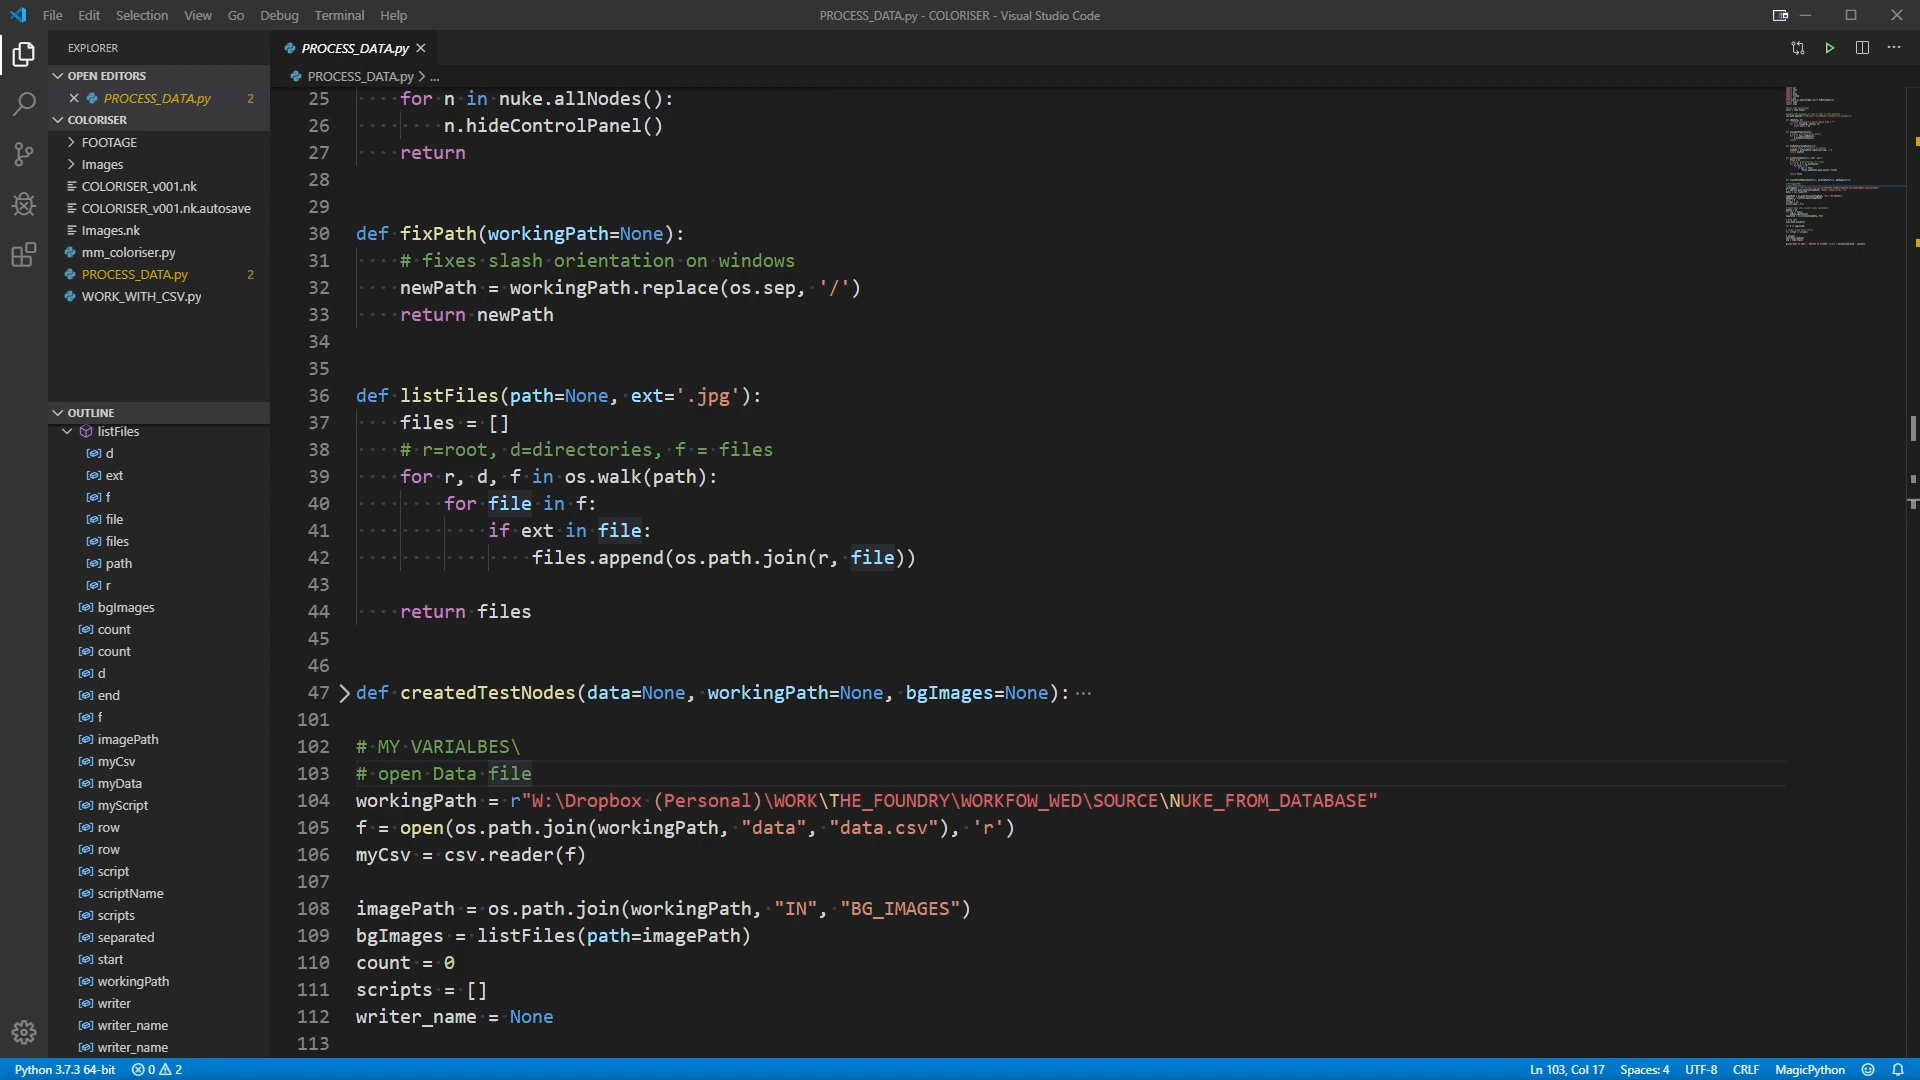 File Edit Selection View Go Debug Terminal Help
PROCESS_DATA.py - COLORISER - Visual Studio Code
EXPLORER
OPEN EDITORS
PROCESS_DATA.py 2
COLORISER
FOOTAGE
Images
COLORISER_v001.nk
COLORISER_v001.nk.autosave
Images.nk
mm_coloriser.py
PROCESS_DATA.py 2
WORK_WITH_CSV.py
OUTLINE
listFiles
d
ext
f
file
files
path
r
bgImages
count
count
d
end
f
imagePath
myCsv
myData
myScript
row
row
script
scriptName
scripts
separated
start
workingPath
writer
writer_name
writer_name
PROCESS_DATA.py
PROCESS_DATA.py > ...
25     for n in nuke.allNodes():
26         n.hideControlPanel()
27     return
28
29
30 def fixPath(workingPath=None):
31     # fixes slash orientation on windows
32     newPath = workingPath.replace(os.sep, '/')
33     return newPath
34
35
36 def listFiles(path=None, ext='.jpg'):
37     files = []
38     # r=root, d=directories, f = files
39     for r, d, f in os.walk(path):
40         for file in f:
41             if ext in file:
42                 files.append(os.path.join(r, file))
43
44     return files
45
46
47 def createdTestNodes(data=None, workingPath=None, bgImages=None):···
101
102 # MY VARIALBES\
103 # open Data file
104 workingPath = r"W:\Dropbox (Personal)\WORK\THE_FOUNDRY\WORKFOW_WED\SOURCE\NUKE_FROM_DATABASE"
105 f = open(os.path.join(workingPath, "data", "data.csv"), 'r')
106 myCsv = csv.reader(f)
107
108 imagePath = os.path.join(workingPath, "IN", "BG_IMAGES")
109 bgImages = listFiles(path=imagePath)
110 count = 0
111 scripts = []
112 writer_name = None
113
Python 3.7.3 64-bit 0 2
Ln 103, Col 17 Spaces: 4 UTF-8 CRLF MagicPython